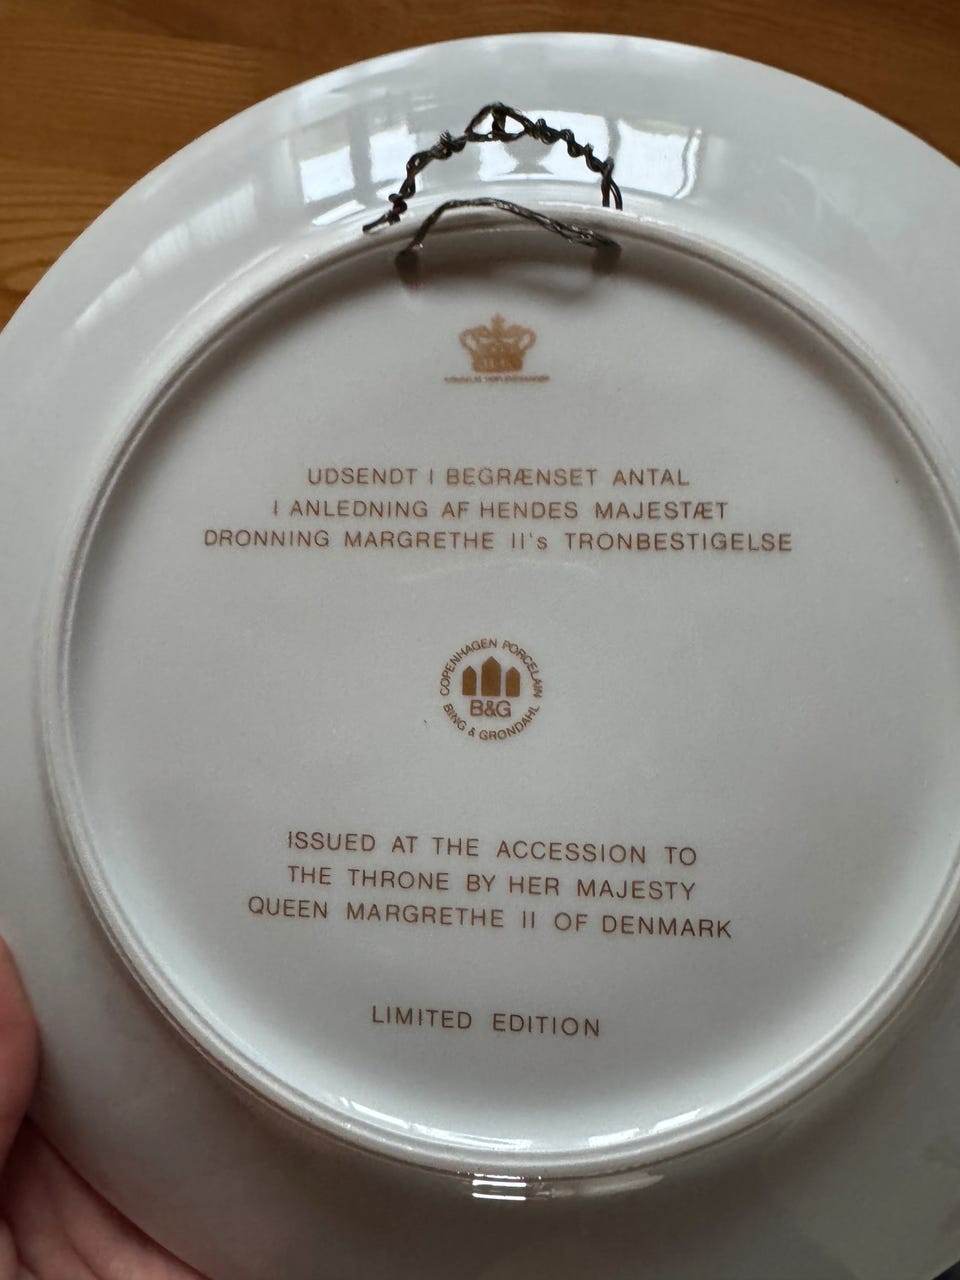 UDSENDT I BEGRÆNSET ANTAL
I ANLEDNING AF HENDES MAJESTÆT
DRONNING MARGRETHE II's TRONBESTIGELSE
COPENHAGEN PORCELAIN
B&G
BING & GRØNDAHL
ISSUED AT THE ACCESSION TO
THE THRONE BY HER MAJESTY
QUEEN MARGRETHE II OF DENMARK
LIMITED EDITION